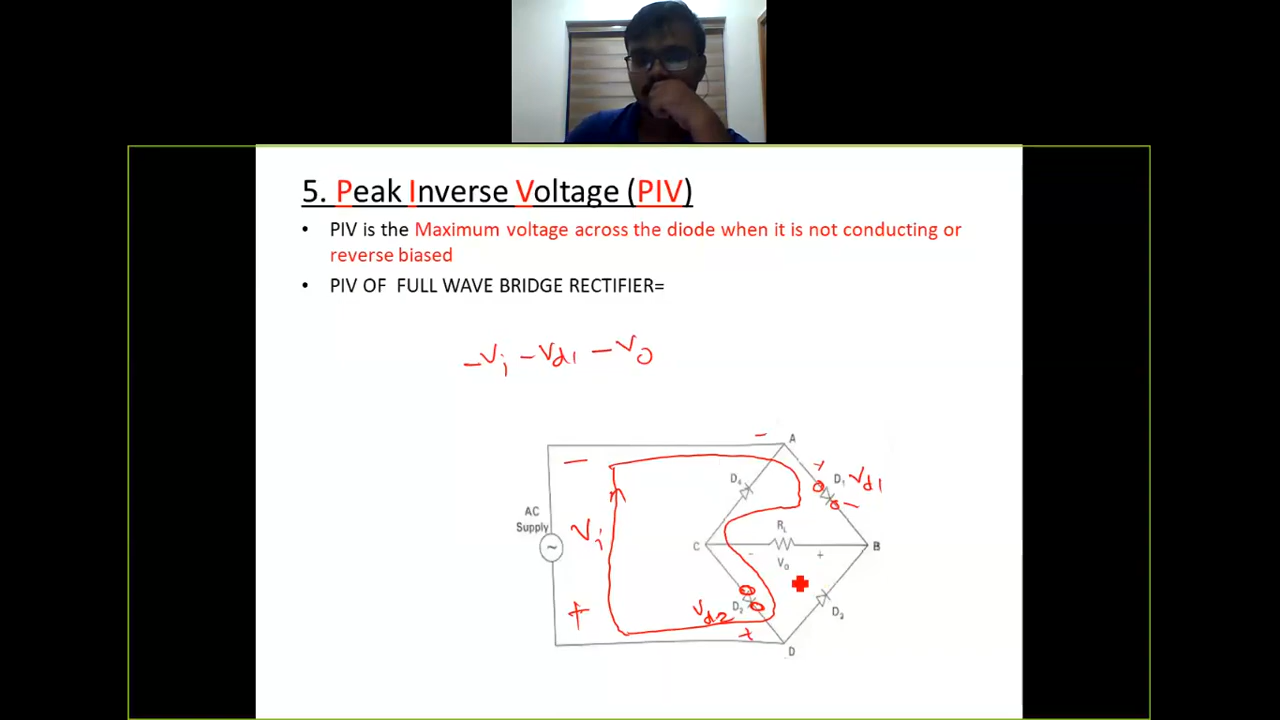 5. Peak Inverse Voltage (PIV)
• PIV is the Maximum voltage across the diode when it is not conducting or
reverse biased
• PIV OF FULL WAVE BRIDGE RECTIFIER=
-Vi -Vd1 -V0
- A
-
+
D4
D1 Vd1
-
AC
Supply
RL
Vi
~
C
B
- +
V0
D2
Vd2
D3
+
+
D